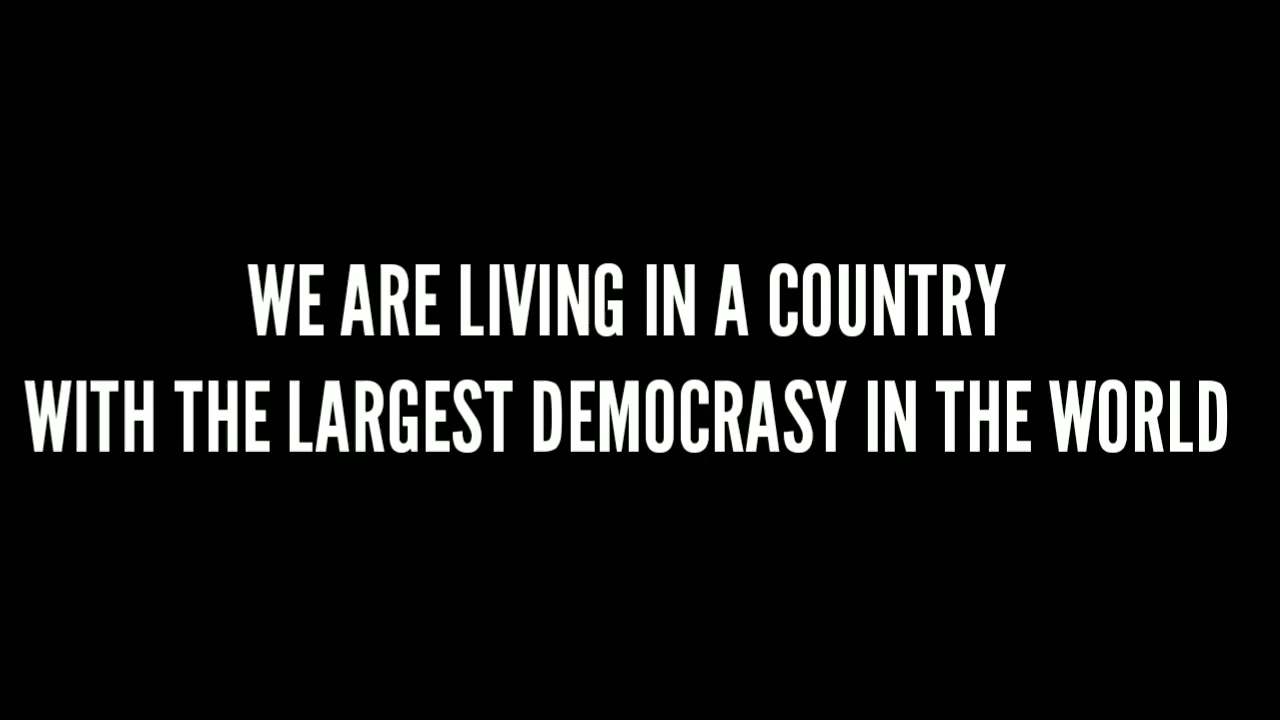 WE ARE LIVING IN A COUNTRY
WITH THE LARGEST DEMOCRASY IN THE WORLD